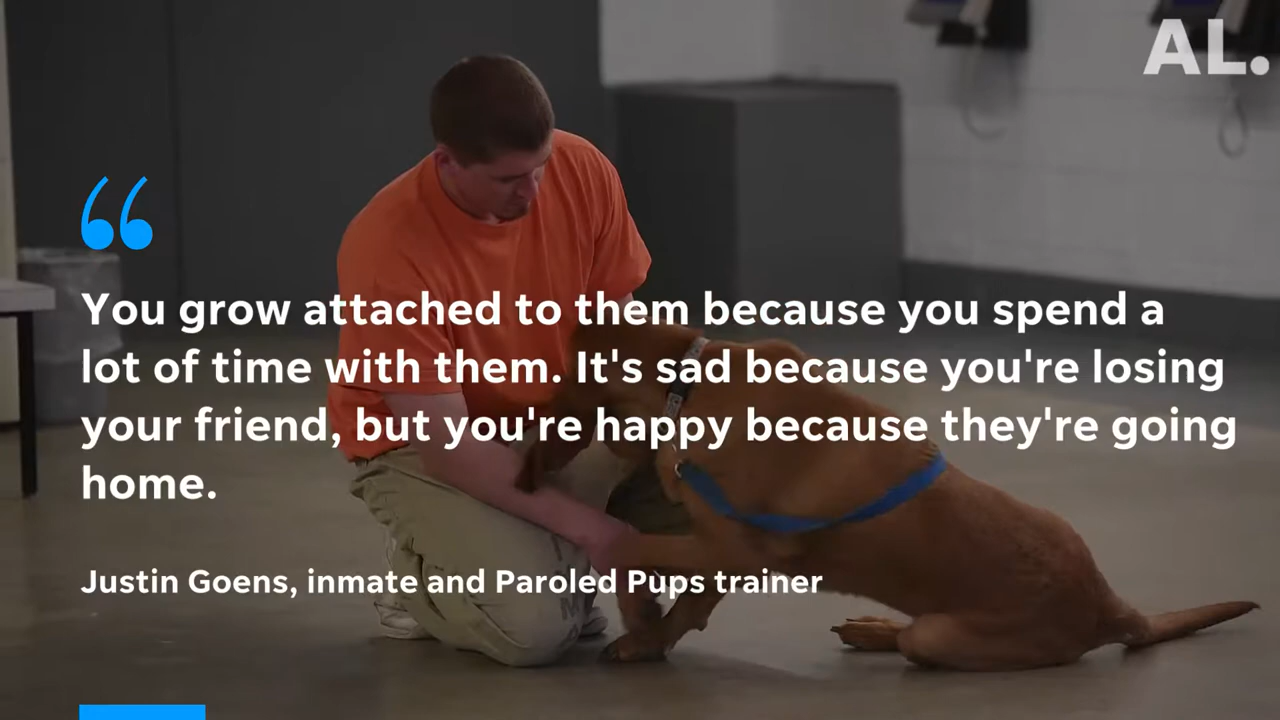 AL.
“
You grow attached to them because you spend a
lot of time with them. It's sad because you're losing
your friend, but you're happy because they're going
home.
Justin Goens, inmate and Paroled Pups trainer